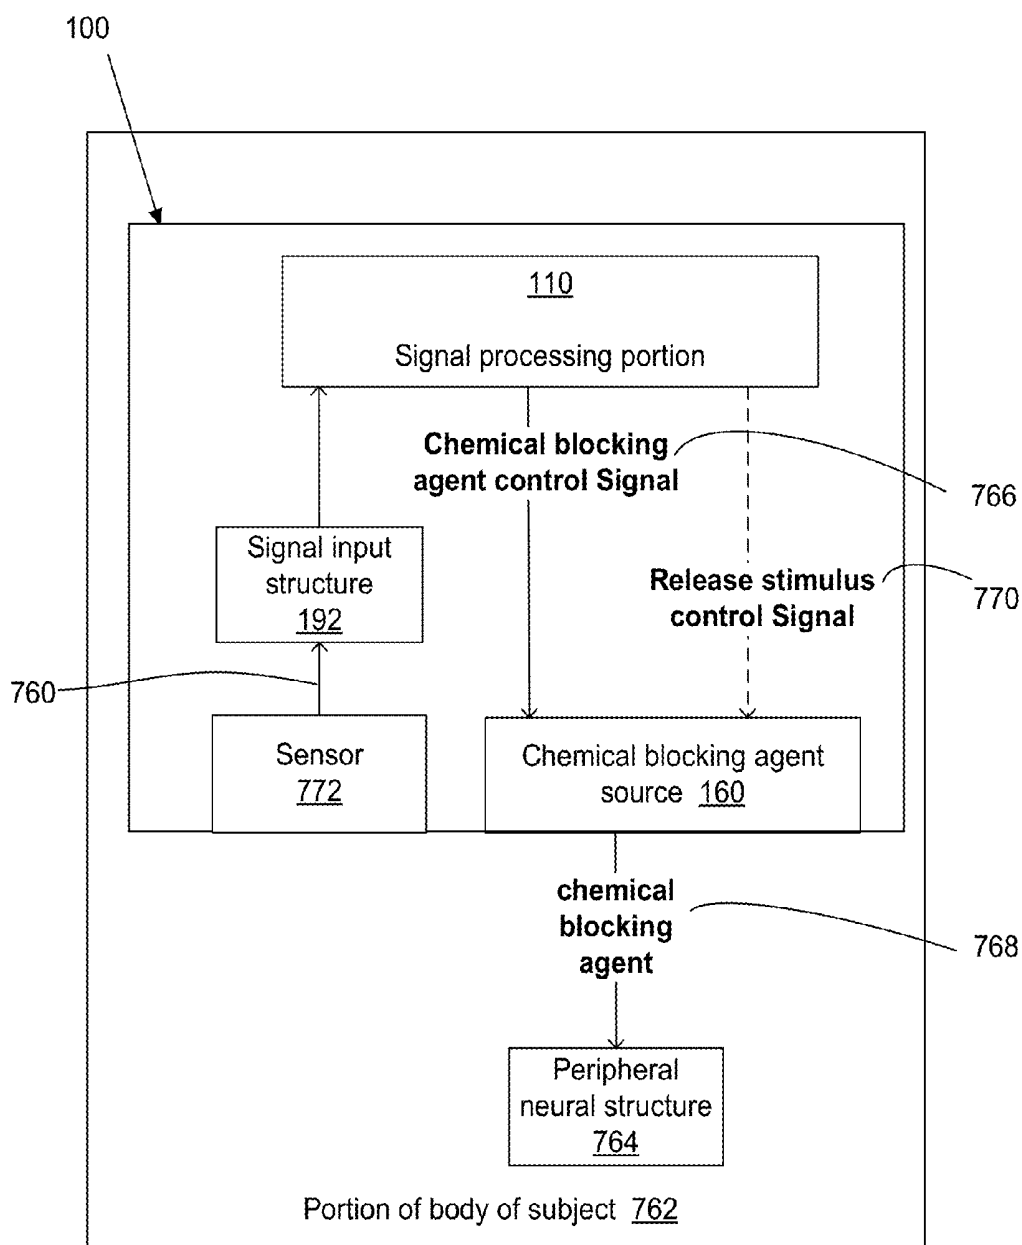 100
110
Signal processing portion
Chemical blocking
agent control Signal
766
Signal input
structure
192
Release stimulus
control Signal
770
760
Sensor
772
Chemical blocking agent
source 160
chemical
blocking
agent
768
Peripheral
neural structure
764
Portion of body of subject 762